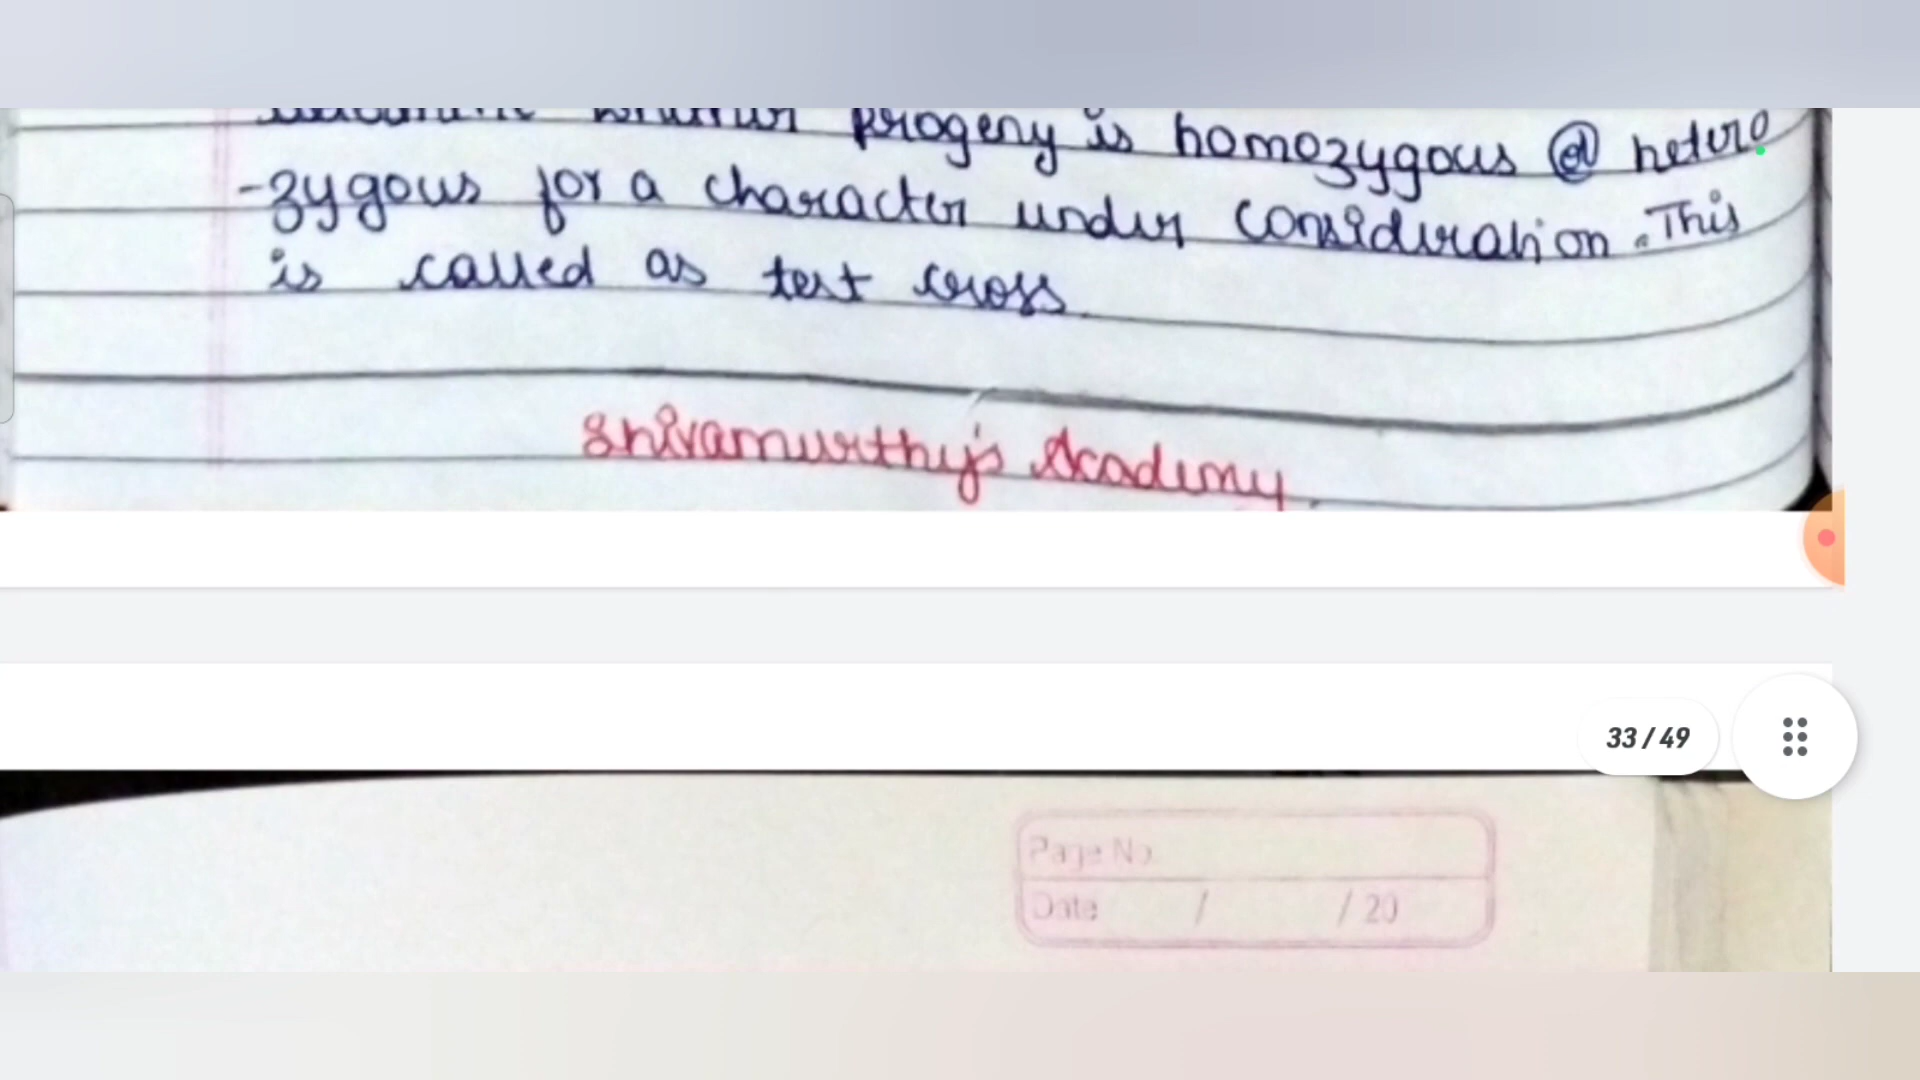 progeny is homozygous @ hetero
-zygous for a character under consideration. This
is called as test cross
Shivamurthy's Academy.
33 / 49
Page No.
Date / / 20